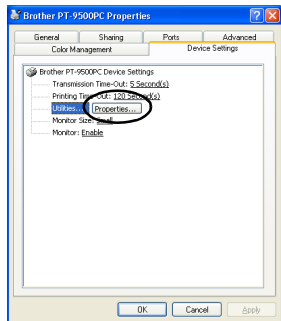 Brother PT-9500PC Properties
General Sharing Ports Advanced
Color Management Device Settings
Brother PT-9500PC Device Settings
Transmission Time-Out: 5 Second(s)
Printing Time-Out: 120 Second(s)
Utilities... Properties...
Monitor Size: Small
Monitor: Enable
OK Cancel Apply